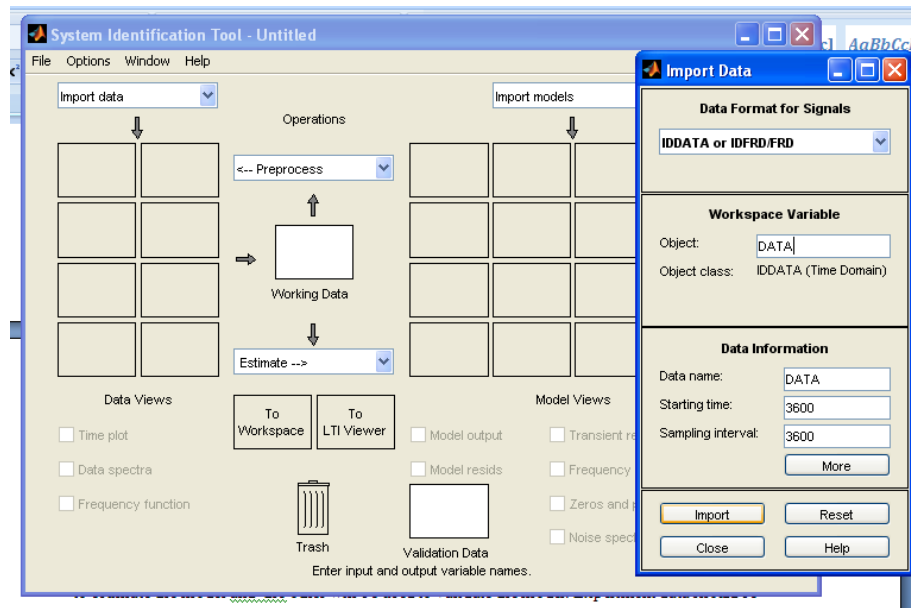 System Identification Tool - Untitled
File Options Window Help
AaBbCc
Import data
Import models
Operations
<-- Preprocess
Working Data
Estimate -->
Data Views
Time plot
Data spectra
Frequency function
To Workspace
To LTI Viewer
Trash
Model Views
Model output
Model resids
Transient re
Frequency
Zeros and p
Noise spect
Validation Data
Enter input and output variable names.
Import Data
Data Format for Signals
IDDATA or IDFRD/FRD
Workspace Variable
Object: DATA
Object class: IDDATA (Time Domain)
Data Information
Data name: DATA
Starting time: 3600
Sampling interval: 3600
More
Import Reset
Close Help